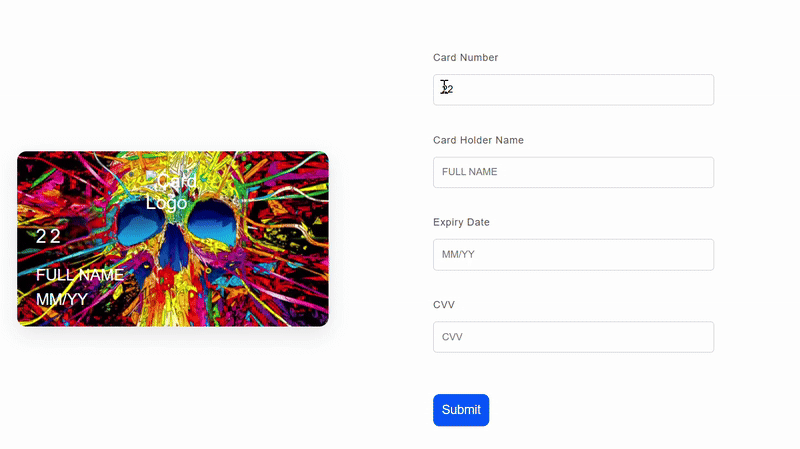 Card Number
22
Card Holder Name
FULL NAME
Expiry Date
MM/YY
CVV
CVV
Submit
Card
Logo
2 2
FULL NAME
MM/YY